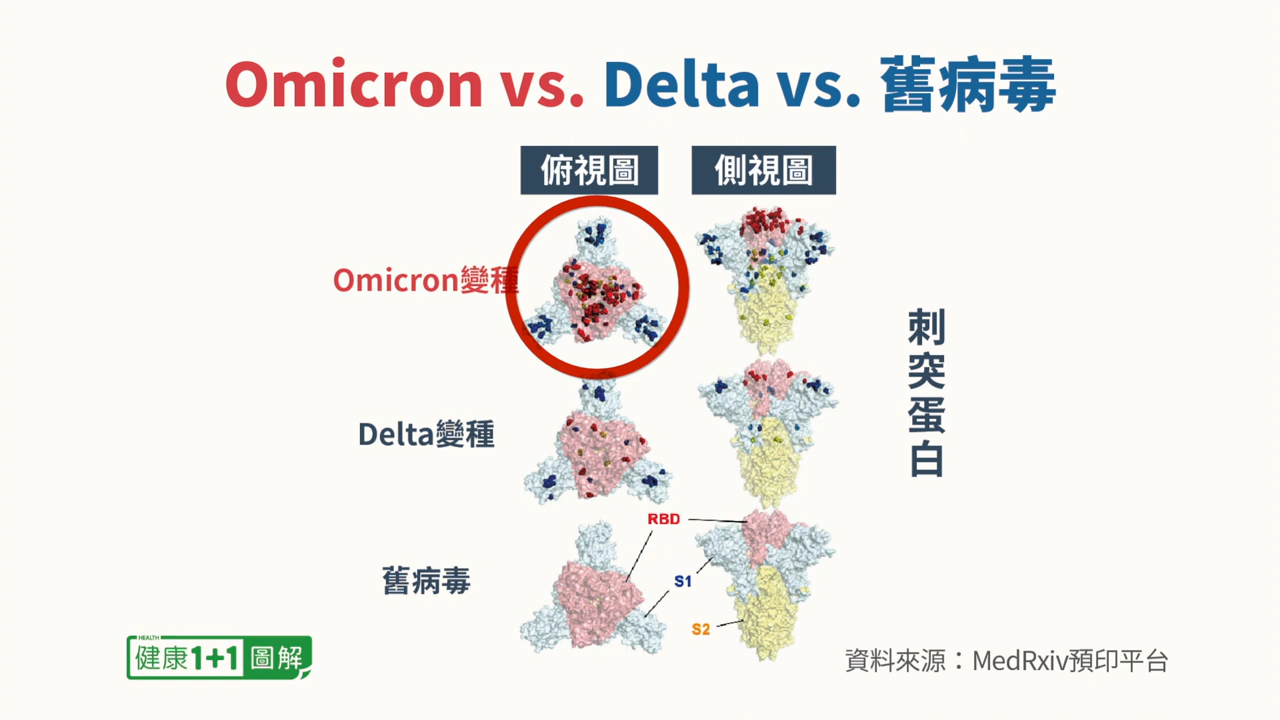 Omicron vs. Delta vs. 舊病毒
俯視圖
側視圖
Omicron變種
Delta變種
舊病毒
RBD
S1
S2
刺突蛋白
HEALTH
健康1+1圖解
資料來源：MedRxiv預印平台